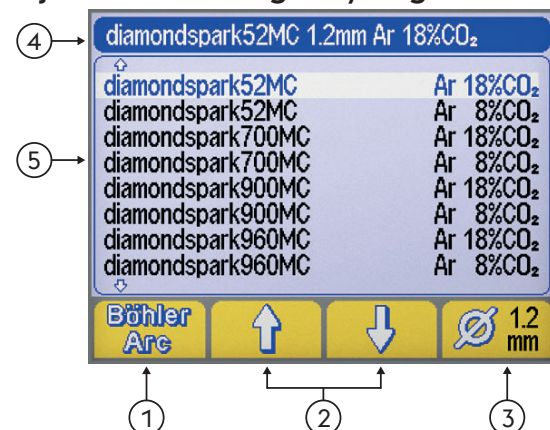 4
diamondspark52MC 1.2mm Ar 18%CO₂
diamondspark52MC Ar 18%CO₂
diamondspark52MC Ar 8%CO₂
diamondspark700MC Ar 18%CO₂
5
diamondspark700MC Ar 8%CO₂
diamondspark900MC Ar 18%CO₂
diamondspark900MC Ar 8%CO₂
diamondspark960MC Ar 18%CO₂
diamondspark960MC Ar 8%CO₂
Böhler
Arc
1.2
mm
1 2 3